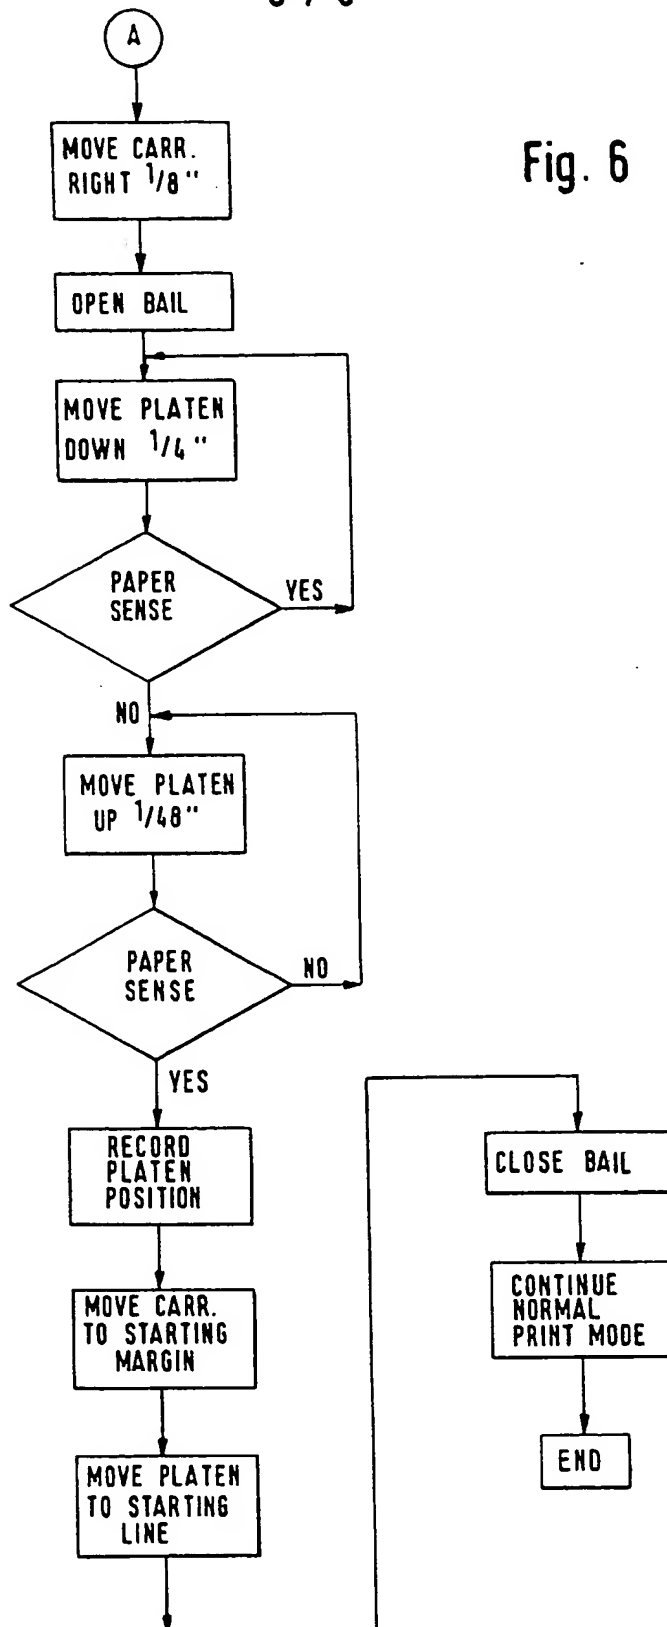 A
Fig. 6
MOVE CARR.
RIGHT 1/8"
OPEN BAIL
MOVE PLATEN
DOWN 1/4"
PAPER
SENSE
YES
NO
MOVE PLATEN
UP 1/48"
PAPER
SENSE
NO
YES
RECORD
PLATEN
POSITION
MOVE CARR.
TO STARTING
MARGIN
MOVE PLATEN
TO STARTING
LINE
CLOSE BAIL
CONTINUE
NORMAL
PRINT MODE
END